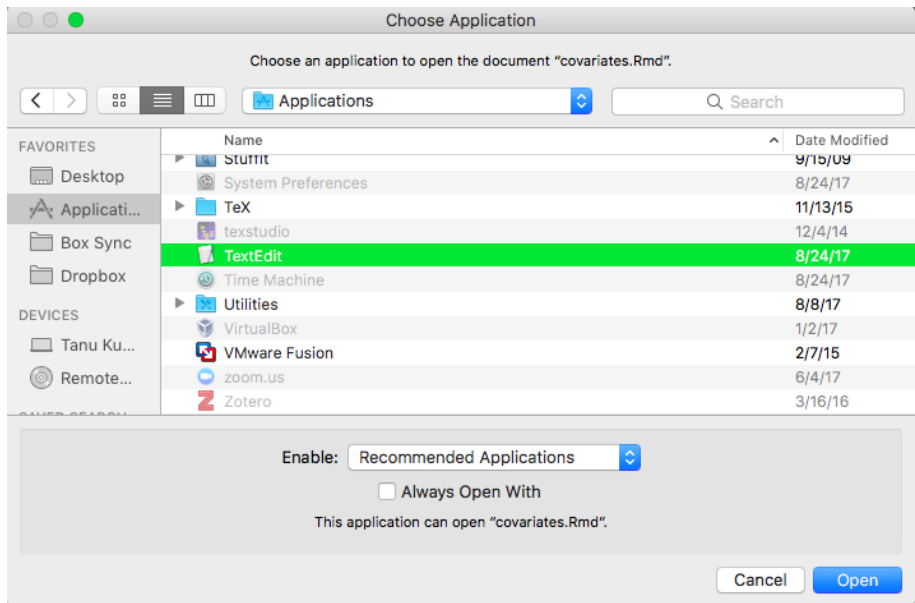 Choose Application
Choose an application to open the document “covariates.Rmd”.
Applications
Search
FAVORITES
Desktop
Applicati...
Box Sync
Dropbox
DEVICES
Tanu Ku...
Remote...
SAVED SEARCH
Name Date Modified
StuffIt 9/15/09
System Preferences 8/24/17
TeX 11/13/15
texstudio 12/4/14
TextEdit 8/24/17
Time Machine 8/24/17
Utilities 8/8/17
VirtualBox 1/2/17
VMware Fusion 2/7/15
zoom.us 6/4/17
Zotero 3/16/16
Enable: Recommended Applications
Always Open With
This application can open “covariates.Rmd”.
Cancel Open